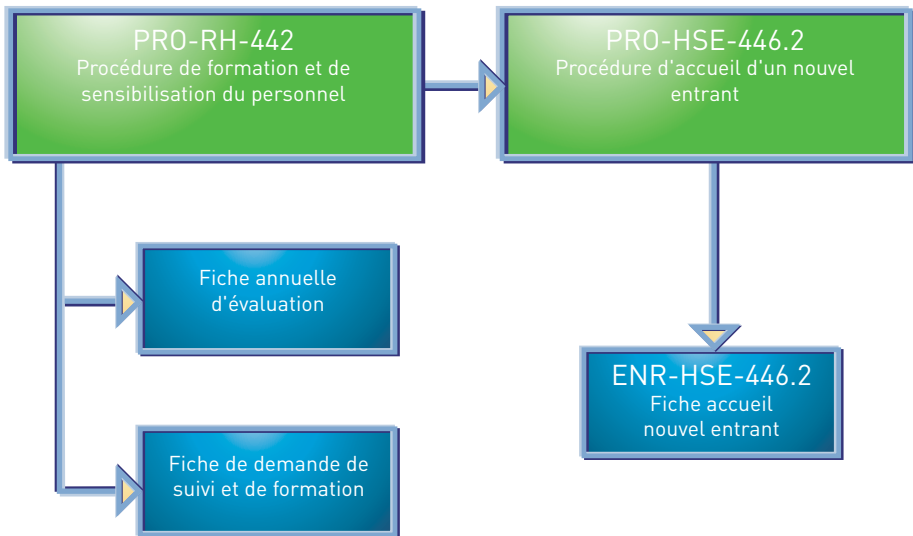 PRO-RH-442
Procédure de formation et de
sensibilisation du personnel
PRO-HSE-446.2
Procédure d'accueil d'un nouvel
entrant
Fiche annuelle
d'évaluation
ENR-HSE-446.2
Fiche accueil
nouvel entrant
Fiche de demande de
suivi et de formation